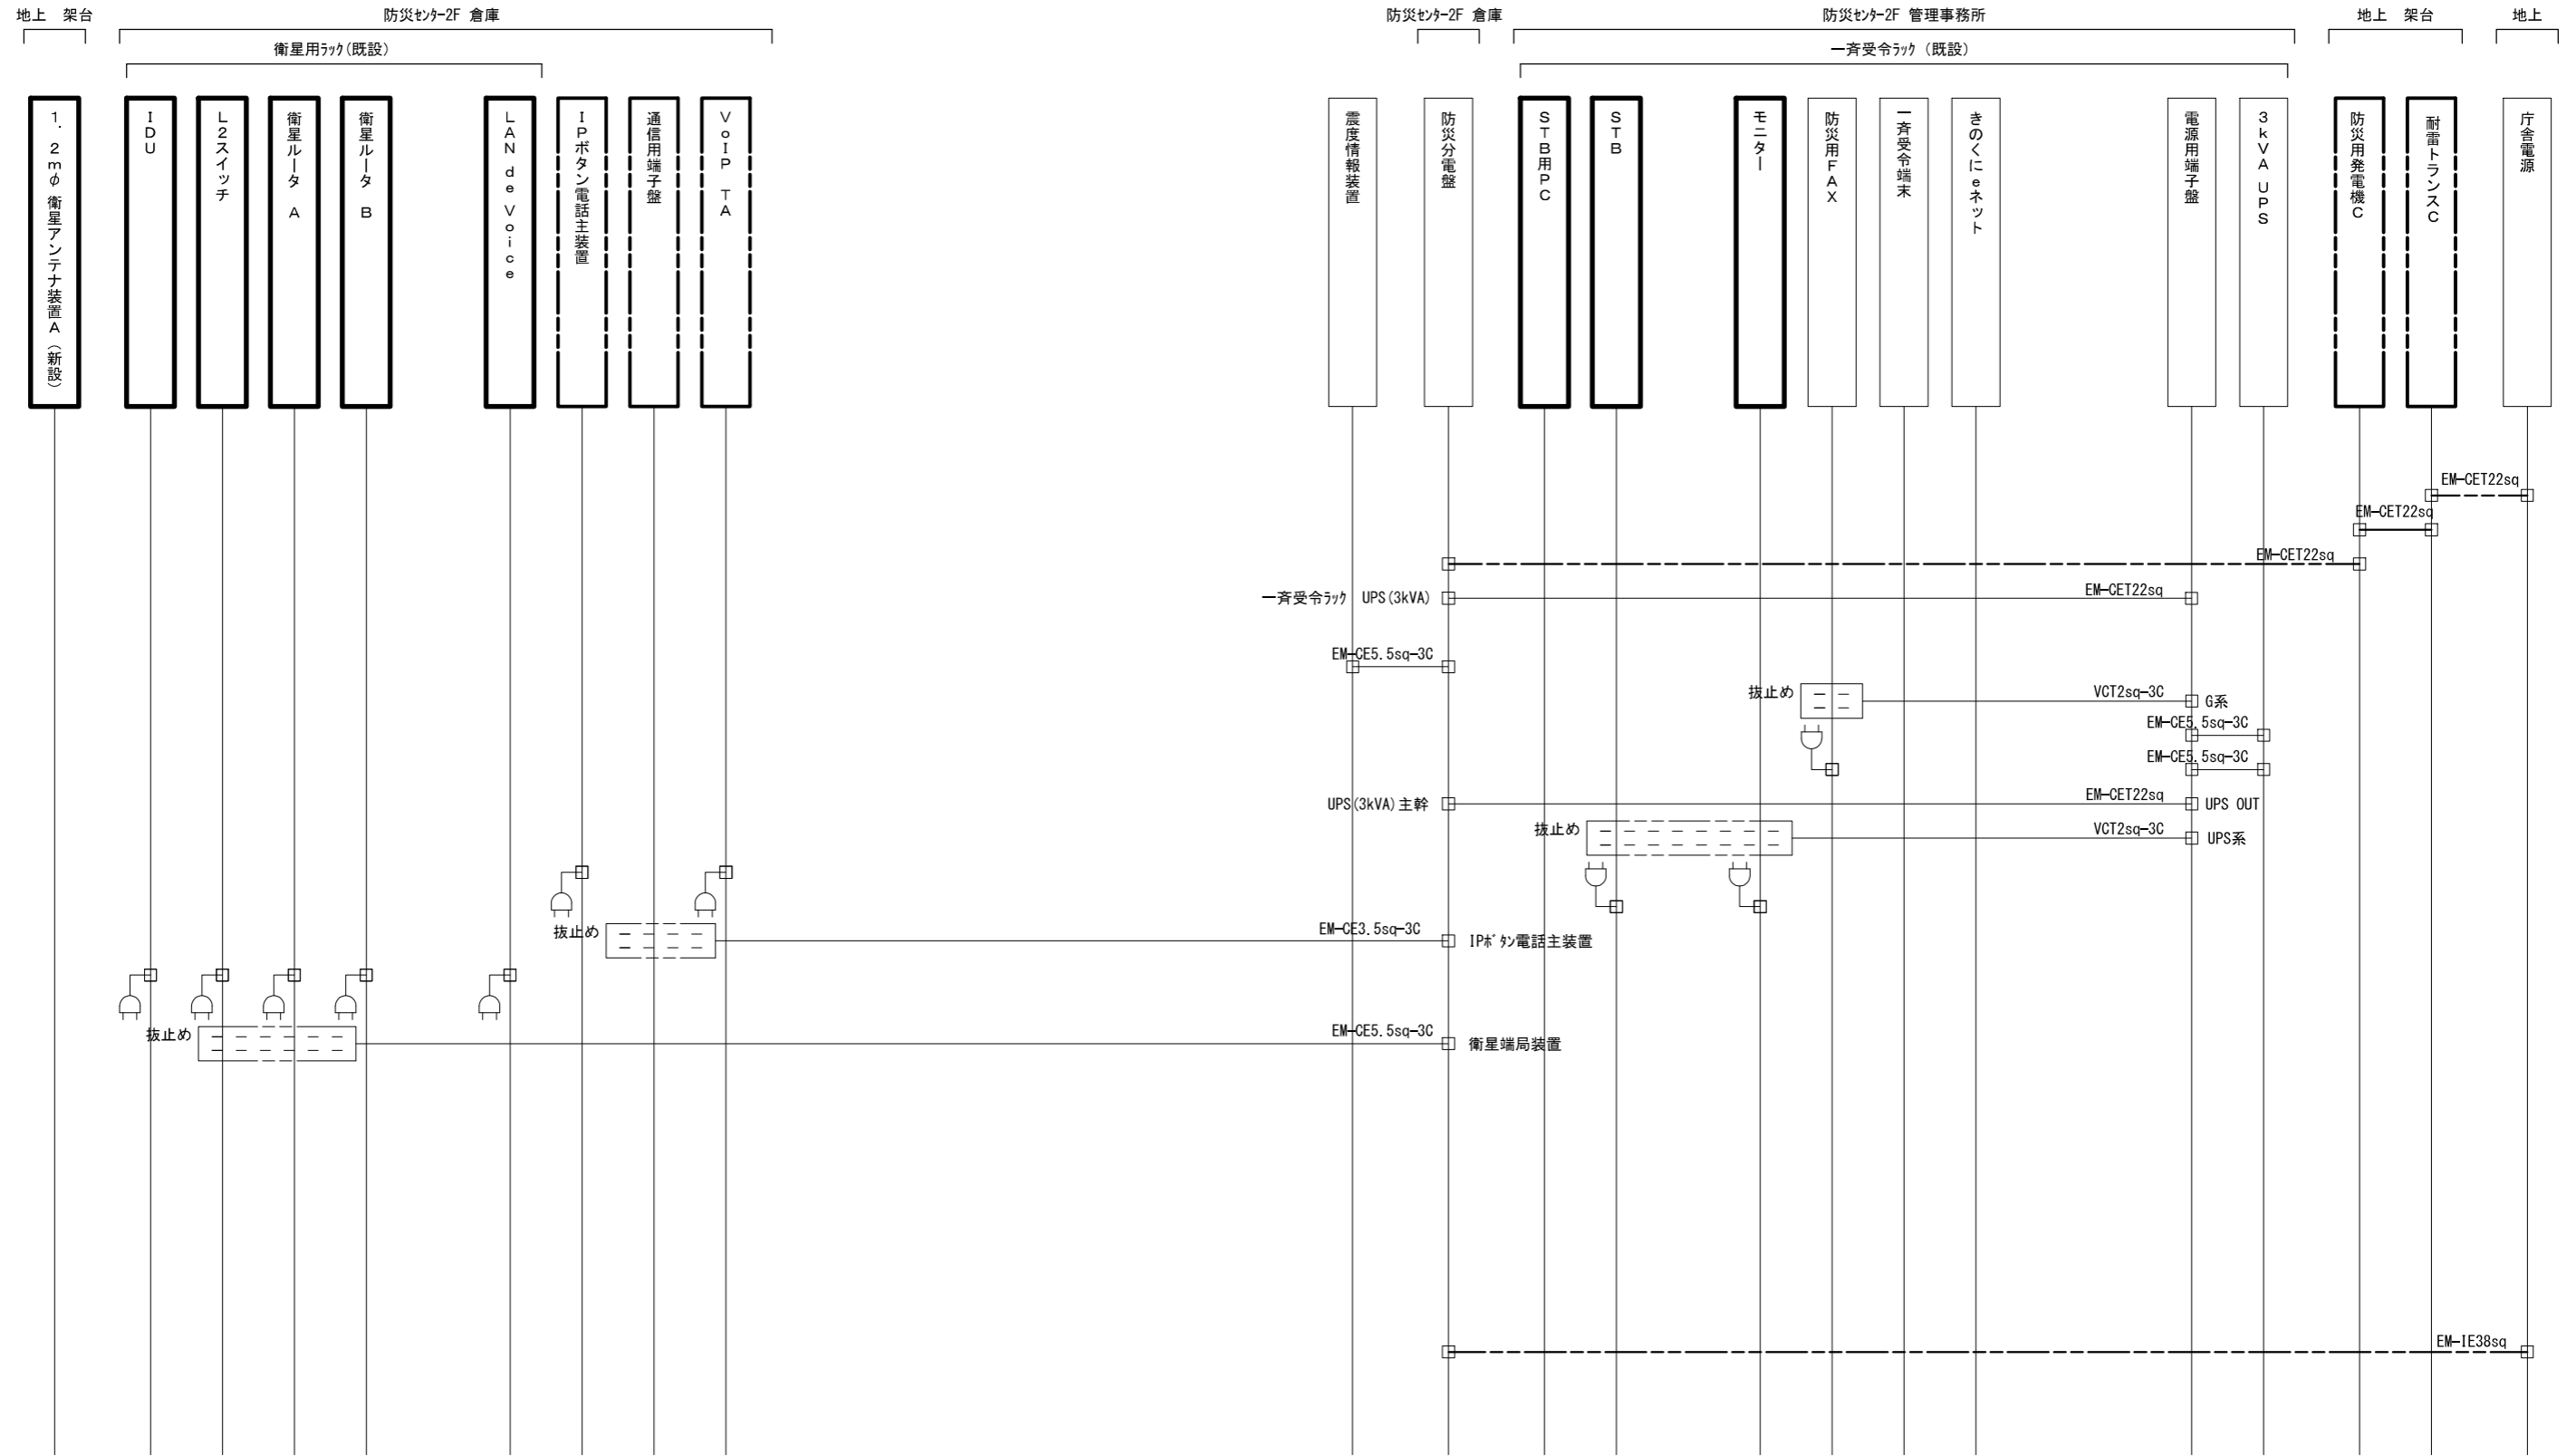 地上　架台
防災ｾﾝﾀｰ2F 倉庫
防災ｾﾝﾀｰ2F 倉庫
防災ｾﾝﾀｰ2F 管理事務所
地上　架台
地上
衛星用ﾗｯｸ(既設)
一斉受令ﾗｯｸ (既設)
１．２ｍφ 衛星アンテナ装置Ａ（新設）
ＩＤＵ
Ｌ２スイッチ
衛星ルータ　Ａ
衛星ルータ　Ｂ
ＬＡＮ ｄｅ Ｖｏｉｃｅ
ＩＰボタン電話主装置
通信用端子盤
ＶｏＩＰ　ＴＡ
震度情報装置
防災分電盤
ＳＴＢ用ＰＣ
ＳＴＢ
モニター
防災用ＦＡＸ
一斉受令端末
きのくにｅネット
電源用端子盤
３ｋＶＡ ＵＰＳ
防災用発電機Ｃ
耐雷トランスＣ
庁舎電源
EM-CET22sq
EM-CET22sq
EM-CET22sq
一斉受令ﾗｯｸ　UPS(3kVA)
EM-CET22sq
EM-CE5.5sq-3C
抜止め
VCT2sq-3C
G系
EM-CE5.5sq-3C
EM-CE5.5sq-3C
UPS(3kVA)主幹
EM-CET22sq
UPS OUT
抜止め
VCT2sq-3C
UPS系
抜止め
EM-CE3.5sq-3C
IPﾎﾞﾀﾝ電話主装置
抜止め
EM-CE5.5sq-3C
衛星端局装置
EM-IE38sq